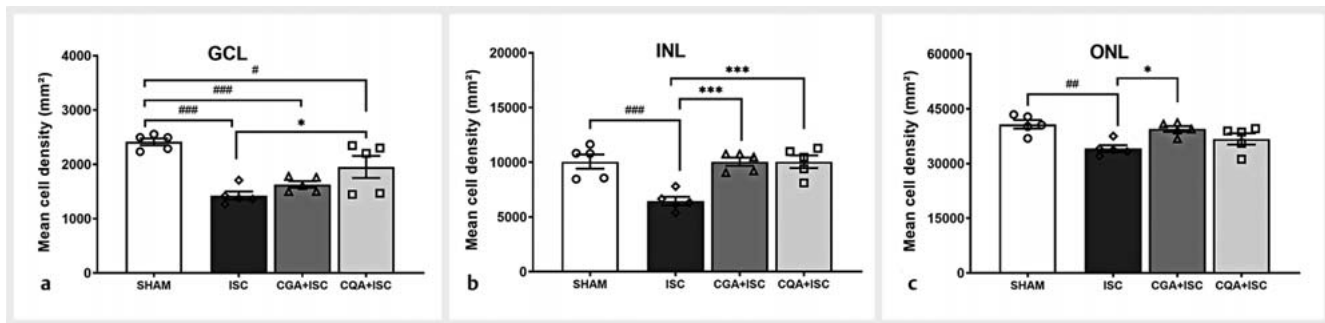 GCL
Mean cell density (mm²)
4000
3000
2000
1000
0
#
###
###
*
SHAM
ISC
CGA+ISC
CQA+ISC
a
INL
Mean cell density (mm²)
20000
15000
10000
5000
0
***
***
###
SHAM
ISC
CGA+ISC
CQA+ISC
b
ONL
Mean cell density (mm²)
60000
45000
30000
15000
0
##
*
SHAM
ISC
CGA+ISC
CQA+ISC
c